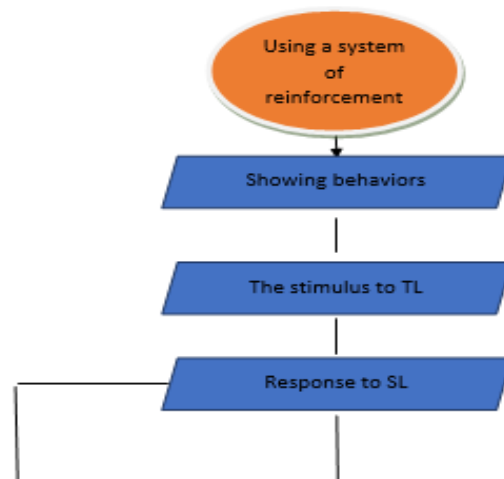 Using a system
of
reinforcement
Showing behaviors
The stimulus to TL
Response to SL